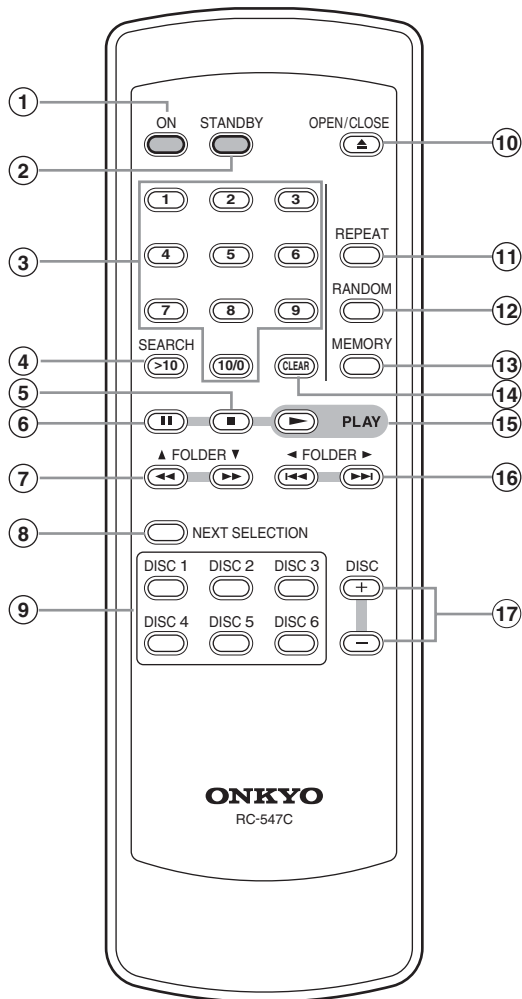 ① ON STANDBY OPEN/CLOSE
② ⑩
1 2 3
③ 4 5 6 REPEAT ⑪
7 8 9 RANDOM ⑫
④ SEARCH >10 10/0 CLEAR MEMORY ⑬
⑤ ⑭
⑥ PLAY ⑮
▲ FOLDER ▼ ◄ FOLDER ►
⑦ ⑯
⑧ NEXT SELECTION
DISC 1 DISC 2 DISC 3 DISC
⑨ + ⑰
DISC 4 DISC 5 DISC 6 −
ONKYO
RC-547C